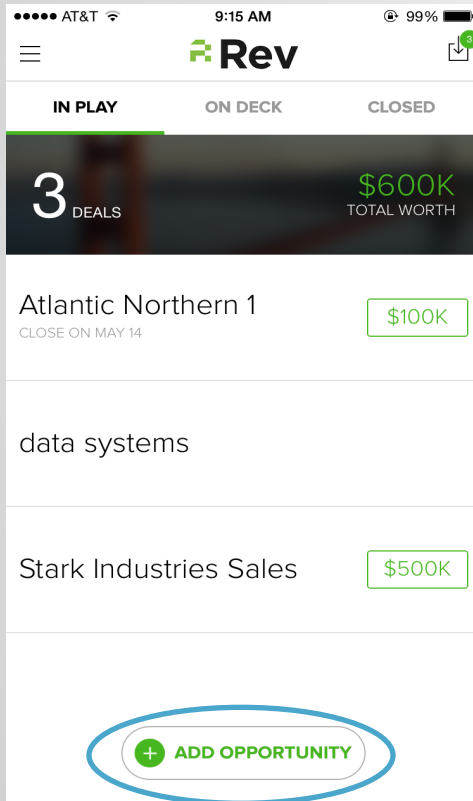 AT&T 9:15 AM 99%
Rev 3
IN PLAY ON DECK CLOSED
3 DEALS $600K
TOTAL WORTH
Atlantic Northern 1 $100K
CLOSE ON MAY 14
data systems
Stark Industries Sales $500K
+ ADD OPPORTUNITY